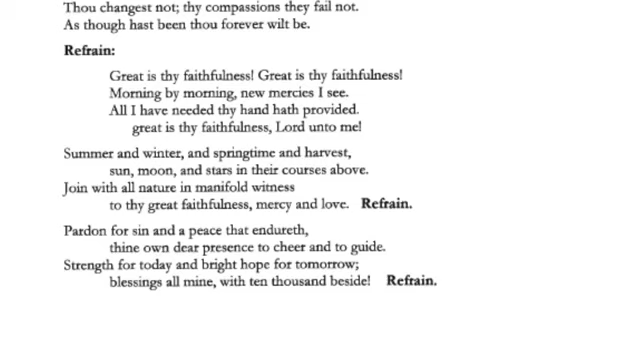 Thou changest not; thy compassions they fail not.
As though hast been thou forever wilt be.
Refrain:
Great is thy faithfulness! Great is thy faithfulness!
Morning by morning, new mercies I see.
All I have needed thy hand hath provided.
great is thy faithfulness, Lord unto me!
Summer and winter, and springtime and harvest,
sun, moon, and stars in their courses above.
Join with all nature in manifold witness
to thy great faithfulness, mercy and love. Refrain.
Pardon for sin and a peace that endureth,
thine own dear presence to cheer and to guide.
Strength for today and bright hope for tomorrow;
blessings all mine, with ten thousand beside! Refrain.